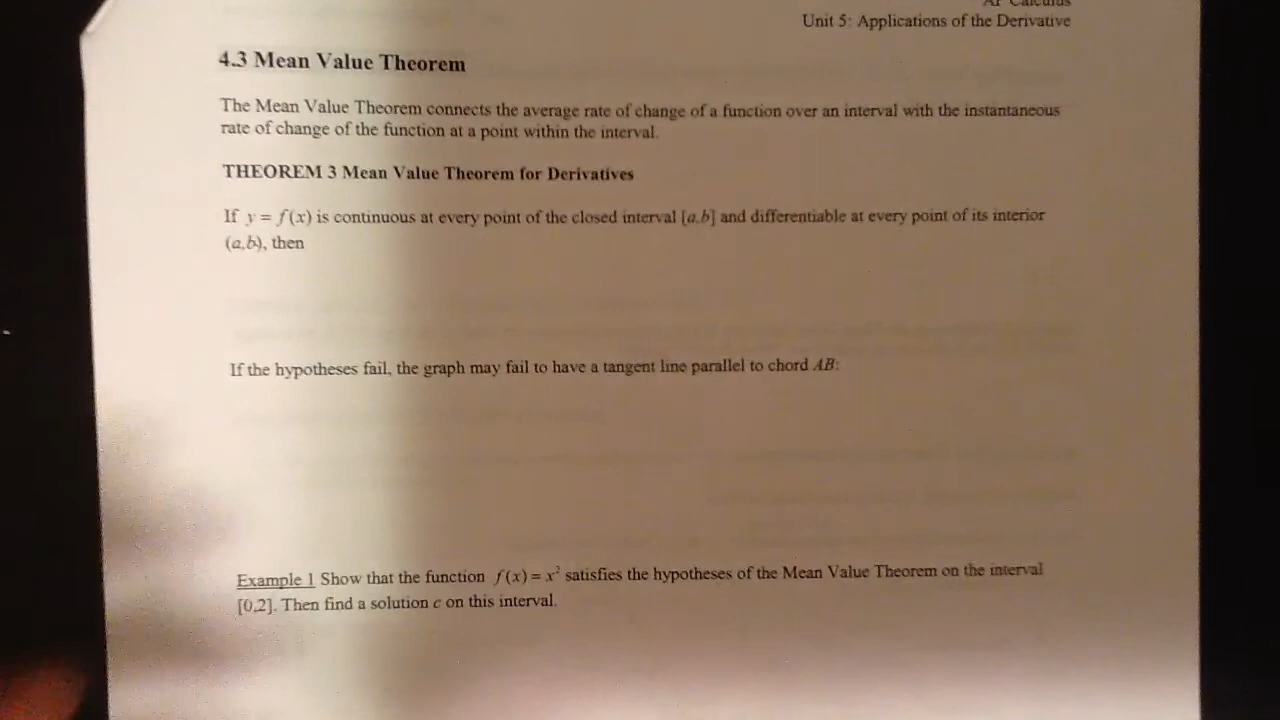 AP Calculus
Unit 5: Applications of the Derivative
4.3 Mean Value Theorem
The Mean Value Theorem connects the average rate of change of a function over an interval with the instantaneous
rate of change of the function at a point within the interval.
THEOREM 3 Mean Value Theorem for Derivatives
If y = f(x) is continuous at every point of the closed interval [a,b] and differentiable at every point of its interior
(a,b), then
If the hypotheses fail, the graph may fail to have a tangent line parallel to chord AB:
Example 1 Show that the function f(x) = x² satisfies the hypotheses of the Mean Value Theorem on the interval
[0,2]. Then find a solution c on this interval.